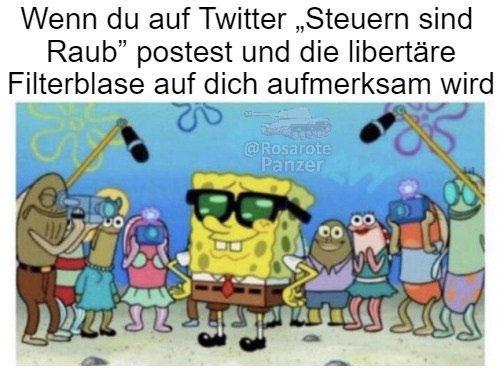 Wenn du auf Twitter „Steuern sind
Raub” postest und die libertäre
Filterblase auf dich aufmerksam wird
@Rosarote
Panzer